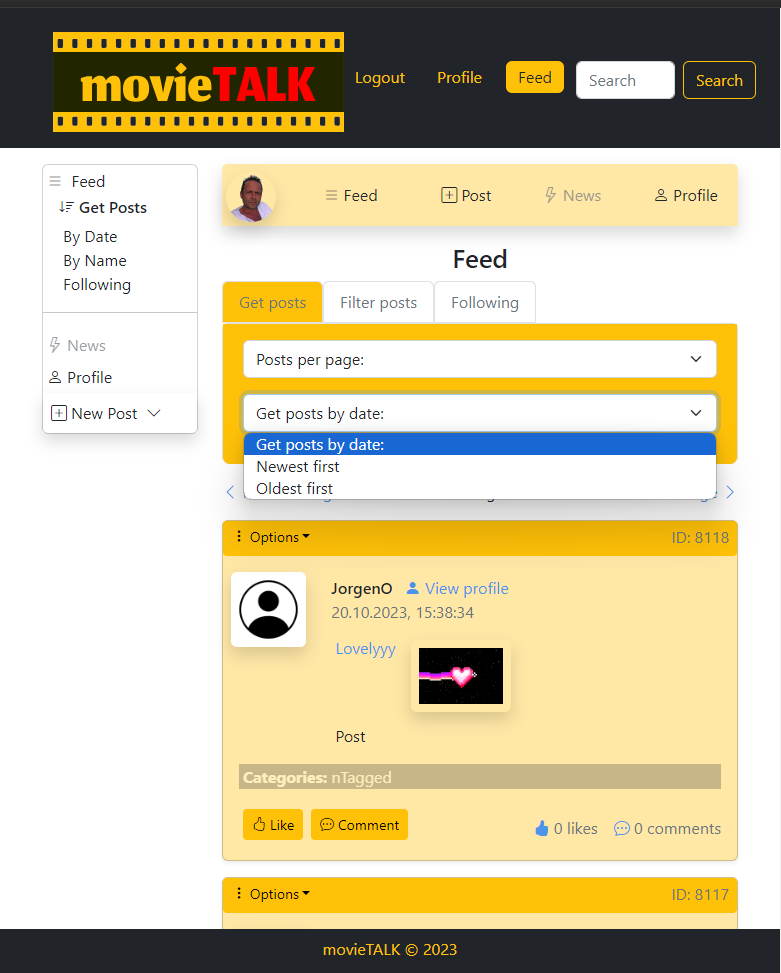 movieTALK
Logout Profile Feed Search Search
Feed
Get Posts
By Date
By Name
Following
News
Profile
New Post
Feed Post News Profile
Feed
Get posts Filter posts Following
Posts per page:
Get posts by date:
Get posts by date:
Newest first
Oldest first
Options ID: 8118
JorgenO View profile
20.10.2023, 15:38:34
Lovelyyy
Post
Categories: nTagged
Like Comment 0 likes 0 comments
Options ID: 8117
movieTALK © 2023